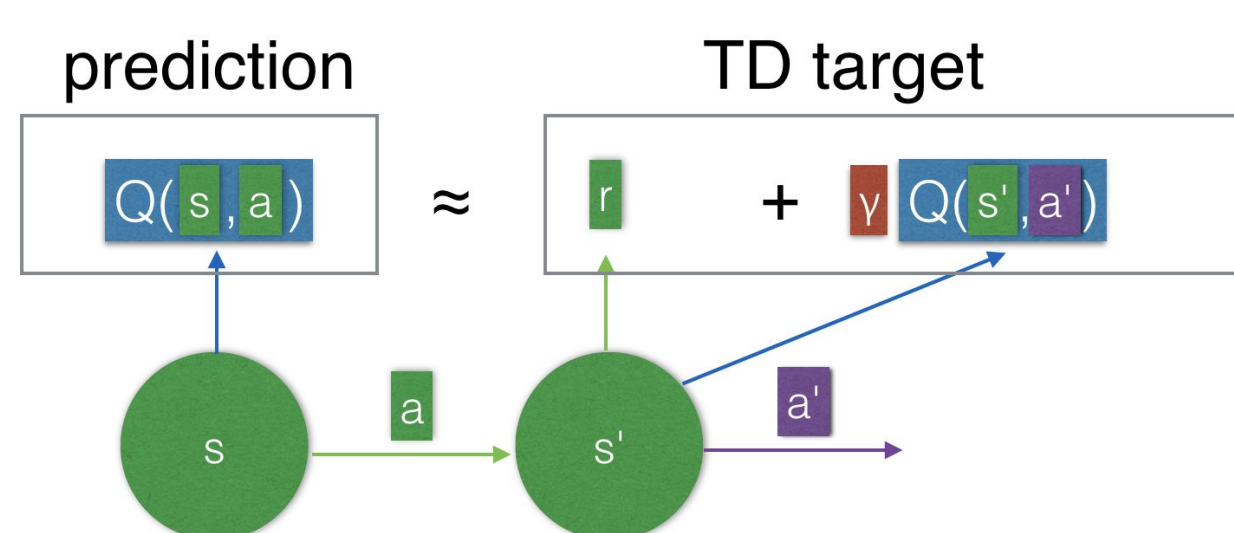 prediction TD target
Q(s,a) ≈ r + γ Q(s',a')
a a'
s s'